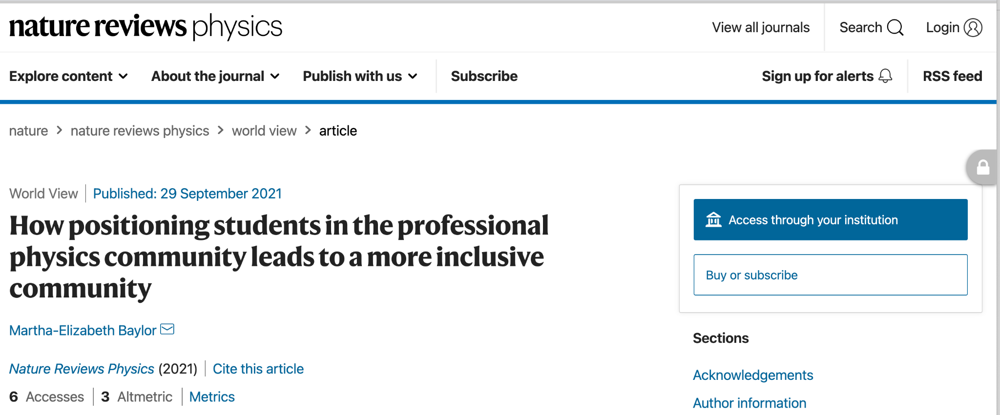 nature reviews physics
View all journals
Search
Login
Explore content
About the journal
Publish with us
Subscribe
Sign up for alerts
RSS feed
nature > nature reviews physics > world view > article
World View | Published: 29 September 2021
How positioning students in the professional
physics community leads to a more inclusive
community
Martha-Elizabeth Baylor
Nature Reviews Physics (2021) | Cite this article
6 Accesses | 3 Altmetric | Metrics
Access through your institution
Buy or subscribe
Sections
Acknowledgements
Author information